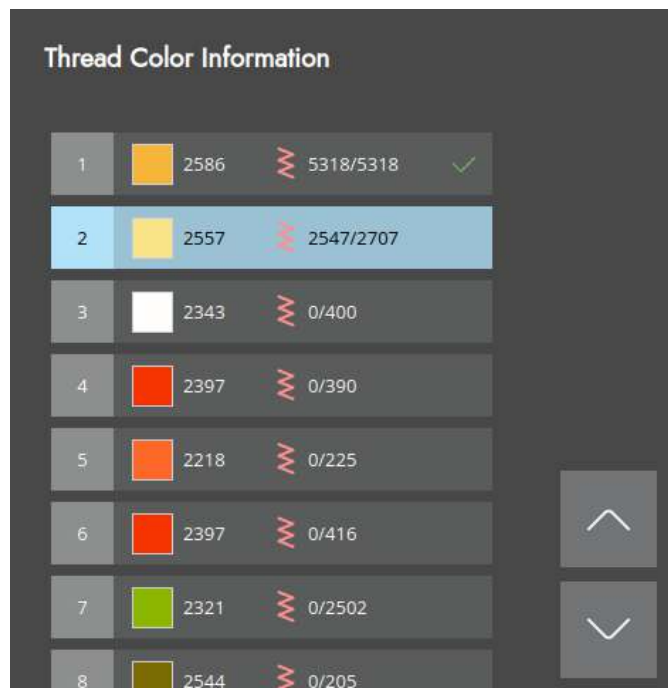 Thread Color Information
1 2586 5318/5318
2 2557 2547/2707
3 2343 0/400
4 2397 0/390
5 2218 0/225
6 2397 0/416
7 2321 0/2502
8 2544 0/205